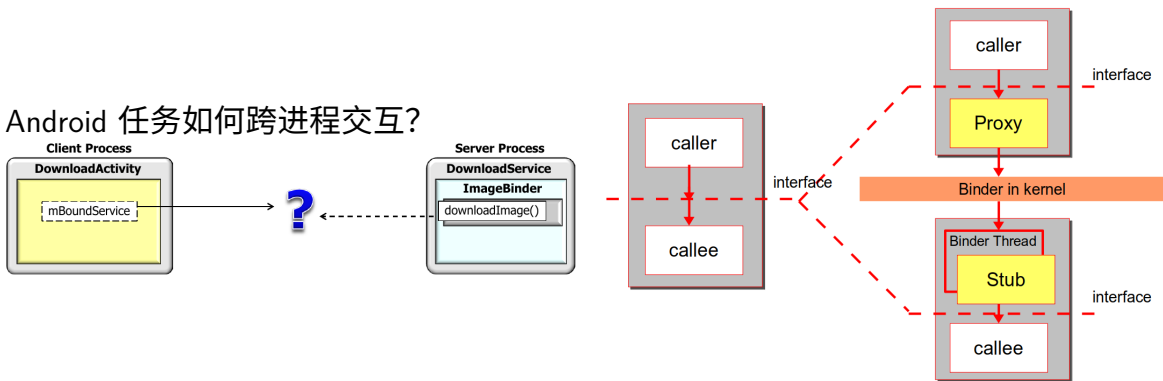 Android 任务如何跨进程交互?
Client Process
DownloadActivity
mBoundService
?
Server Process
DownloadService
ImageBinder
downloadImage()
caller
interface
callee
caller
interface
Proxy
Binder in kernel
Binder Thread
Stub
interface
callee